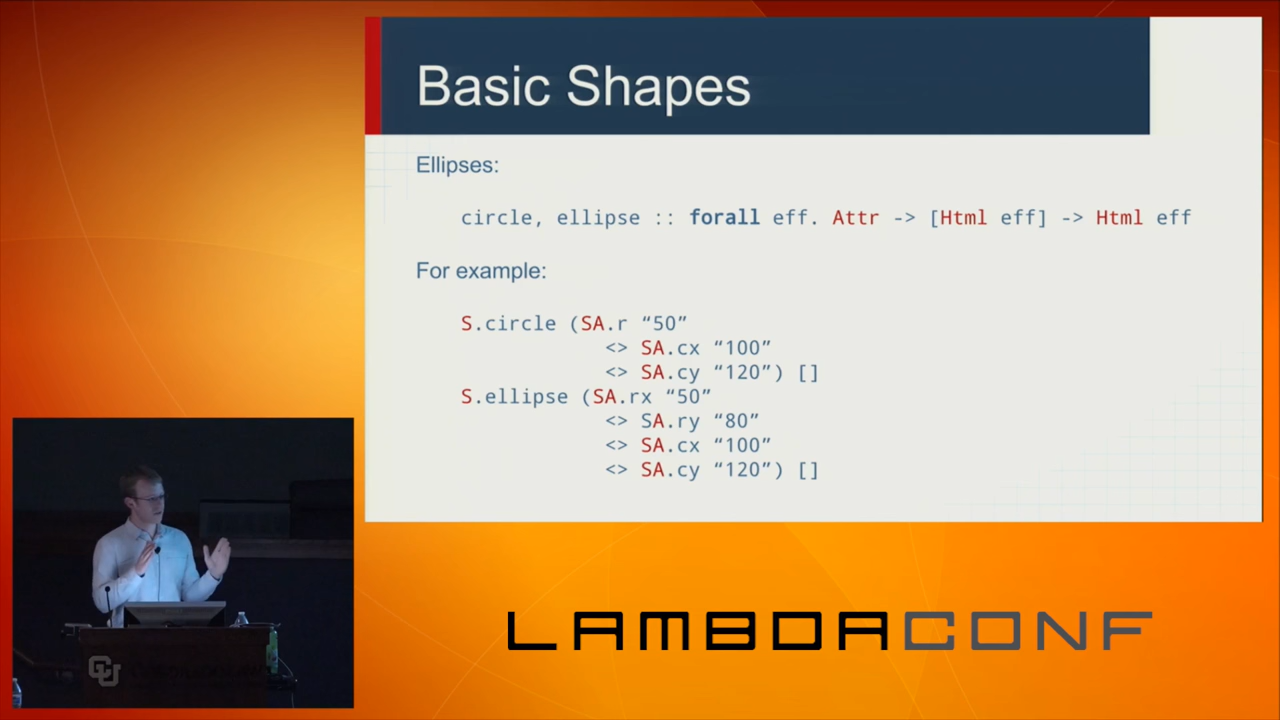 Basic Shapes
Ellipses:
circle, ellipse :: forall eff. Attr -> [Html eff] -> Html eff
For example:
S.circle (SA.r “50”
<> SA.cx “100”
<> SA.cy “120”) []
S.ellipse (SA.rx “50”
<> SA.ry “80”
<> SA.cx “100”
<> SA.cy “120”) []
LAMBDACONF
CU